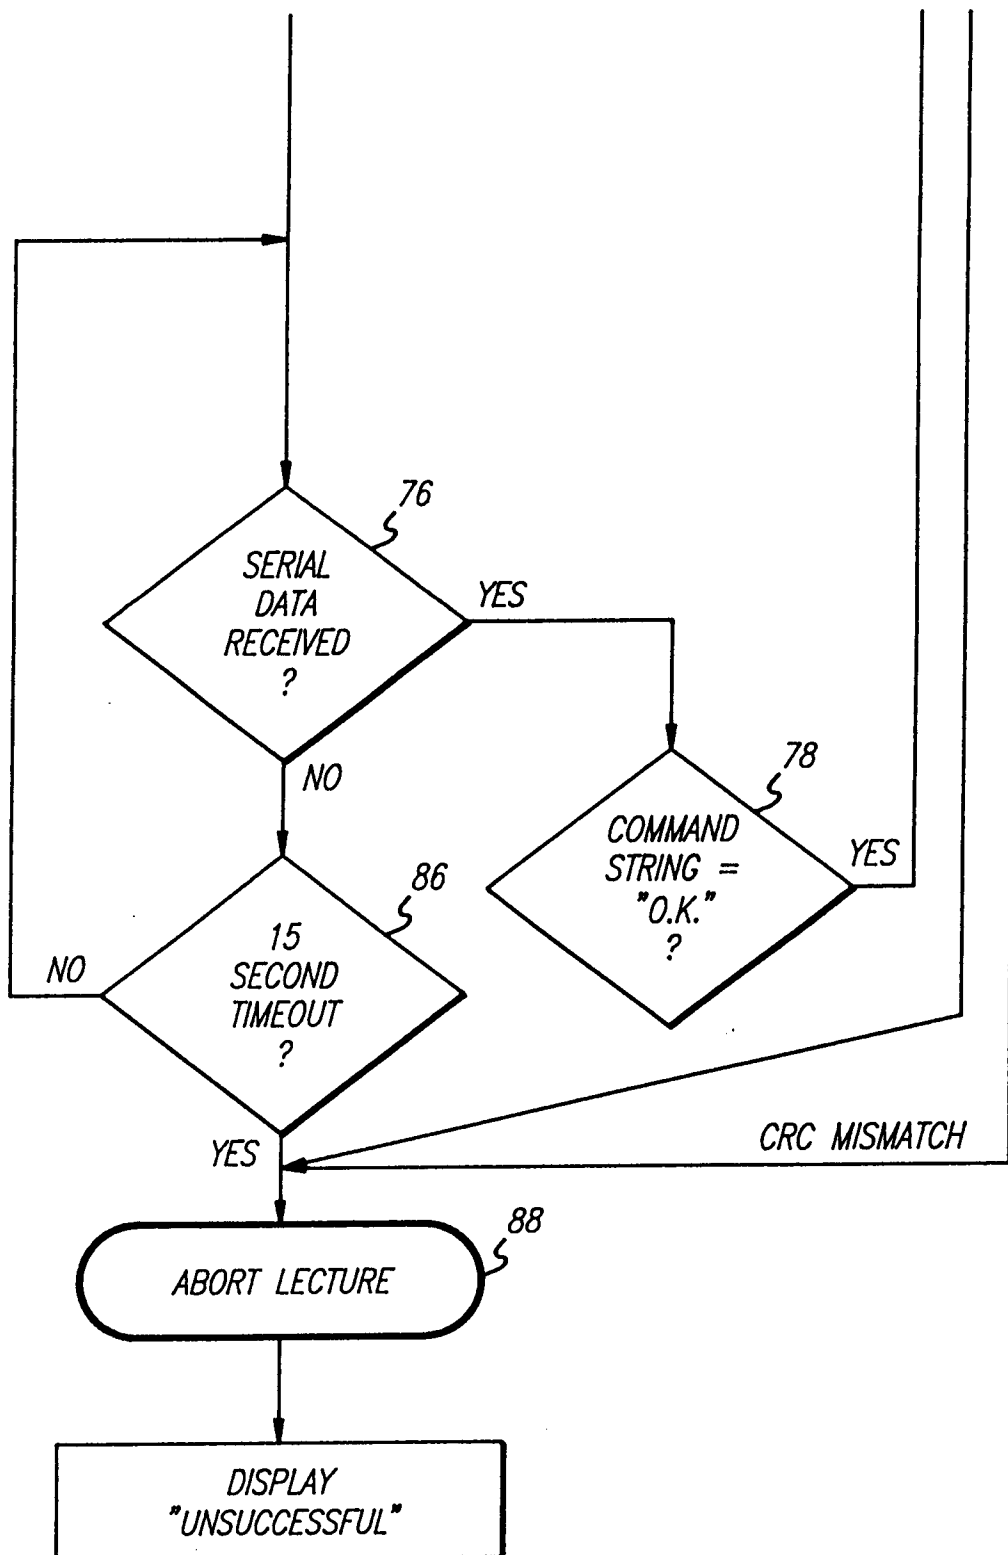 76
SERIAL
DATA
RECEIVED
?
YES
NO
78
COMMAND
STRING =
"O.K."
?
YES
86
15
SECOND
TIMEOUT
?
NO
YES
CRC MISMATCH
88
ABORT LECTURE
DISPLAY
"UNSUCCESSFUL"